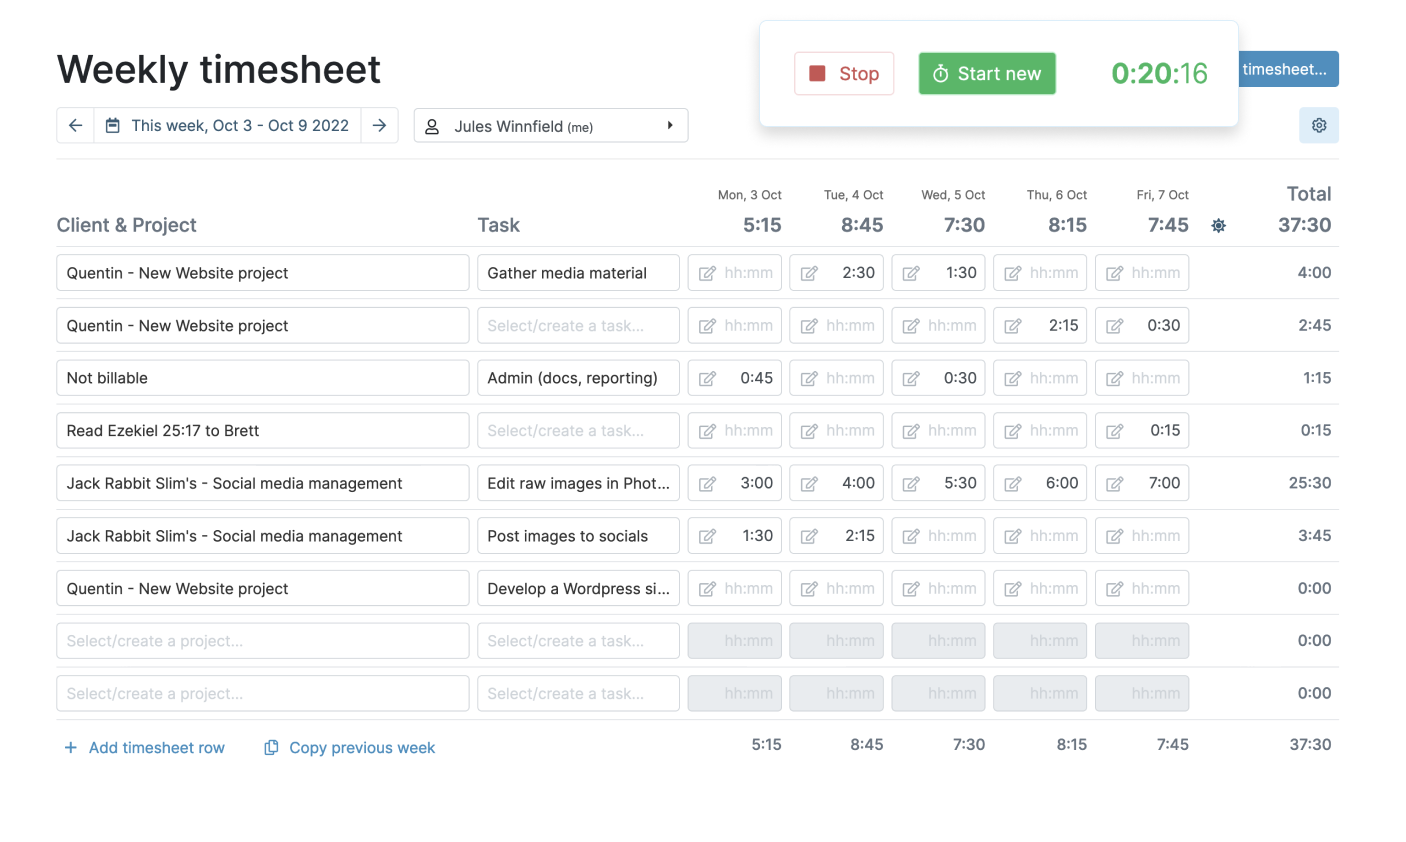 Weekly timesheet
Stop
Start new
0:20:16
timesheet...
This week, Oct 3 - Oct 9 2022
Jules Winnfield (me)
Mon, 3 Oct Tue, 4 Oct Wed, 5 Oct Thu, 6 Oct Fri, 7 Oct Total
Client & Project Task 5:15 8:45 7:30 8:15 7:45 37:30
Quentin - New Website project Gather media material hh:mm 2:30 1:30 hh:mm hh:mm 4:00
Quentin - New Website project Select/create a task... hh:mm hh:mm hh:mm 2:15 0:30 2:45
Not billable Admin (docs, reporting) 0:45 hh:mm 0:30 hh:mm hh:mm 1:15
Read Ezekiel 25:17 to Brett Select/create a task... hh:mm hh:mm hh:mm hh:mm 0:15 0:15
Jack Rabbit Slim's - Social media management Edit raw images in Phot... 3:00 4:00 5:30 6:00 7:00 25:30
Jack Rabbit Slim's - Social media management Post images to socials 1:30 2:15 hh:mm hh:mm hh:mm 3:45
Quentin - New Website project Develop a Wordpress si... hh:mm hh:mm hh:mm hh:mm hh:mm 0:00
Select/create a project... Select/create a task... hh:mm hh:mm hh:mm hh:mm hh:mm 0:00
Select/create a project... Select/create a task... hh:mm hh:mm hh:mm hh:mm hh:mm 0:00
Add timesheet row Copy previous week 5:15 8:45 7:30 8:15 7:45 37:30